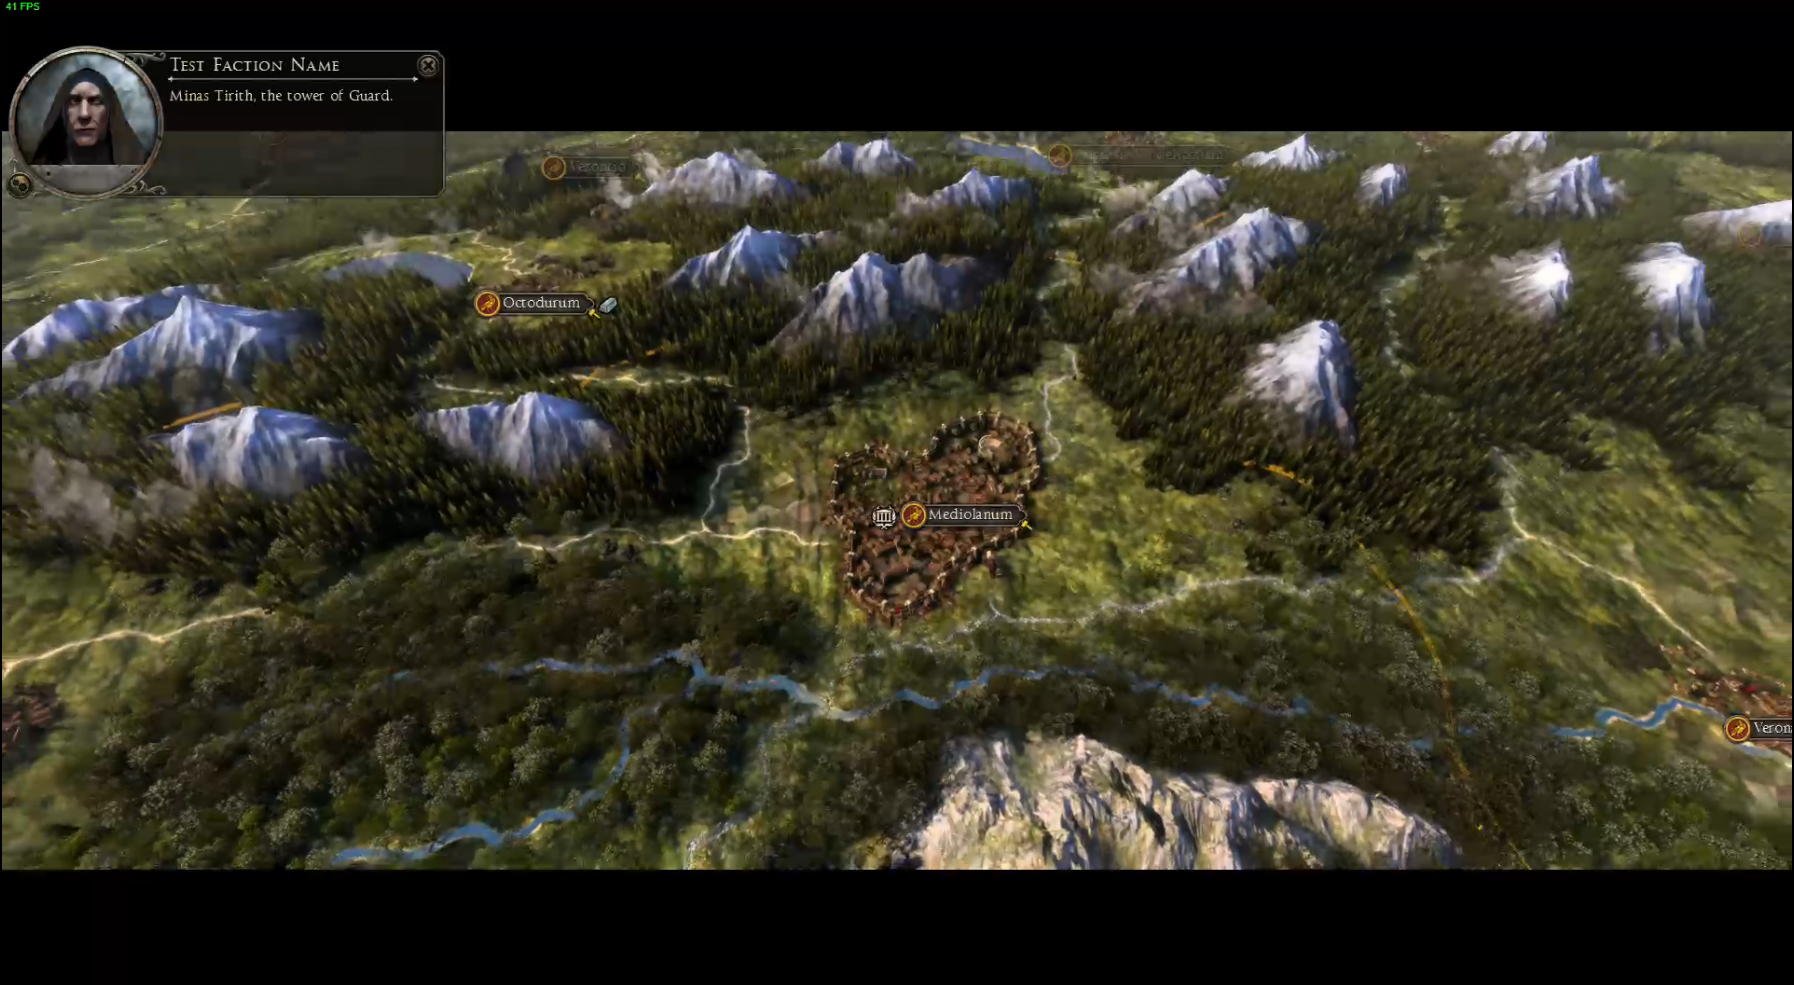 41 FPS
Test Faction Name
Minas Tirith, the tower of Guard.
Octodurum
Mediolanum
Veron